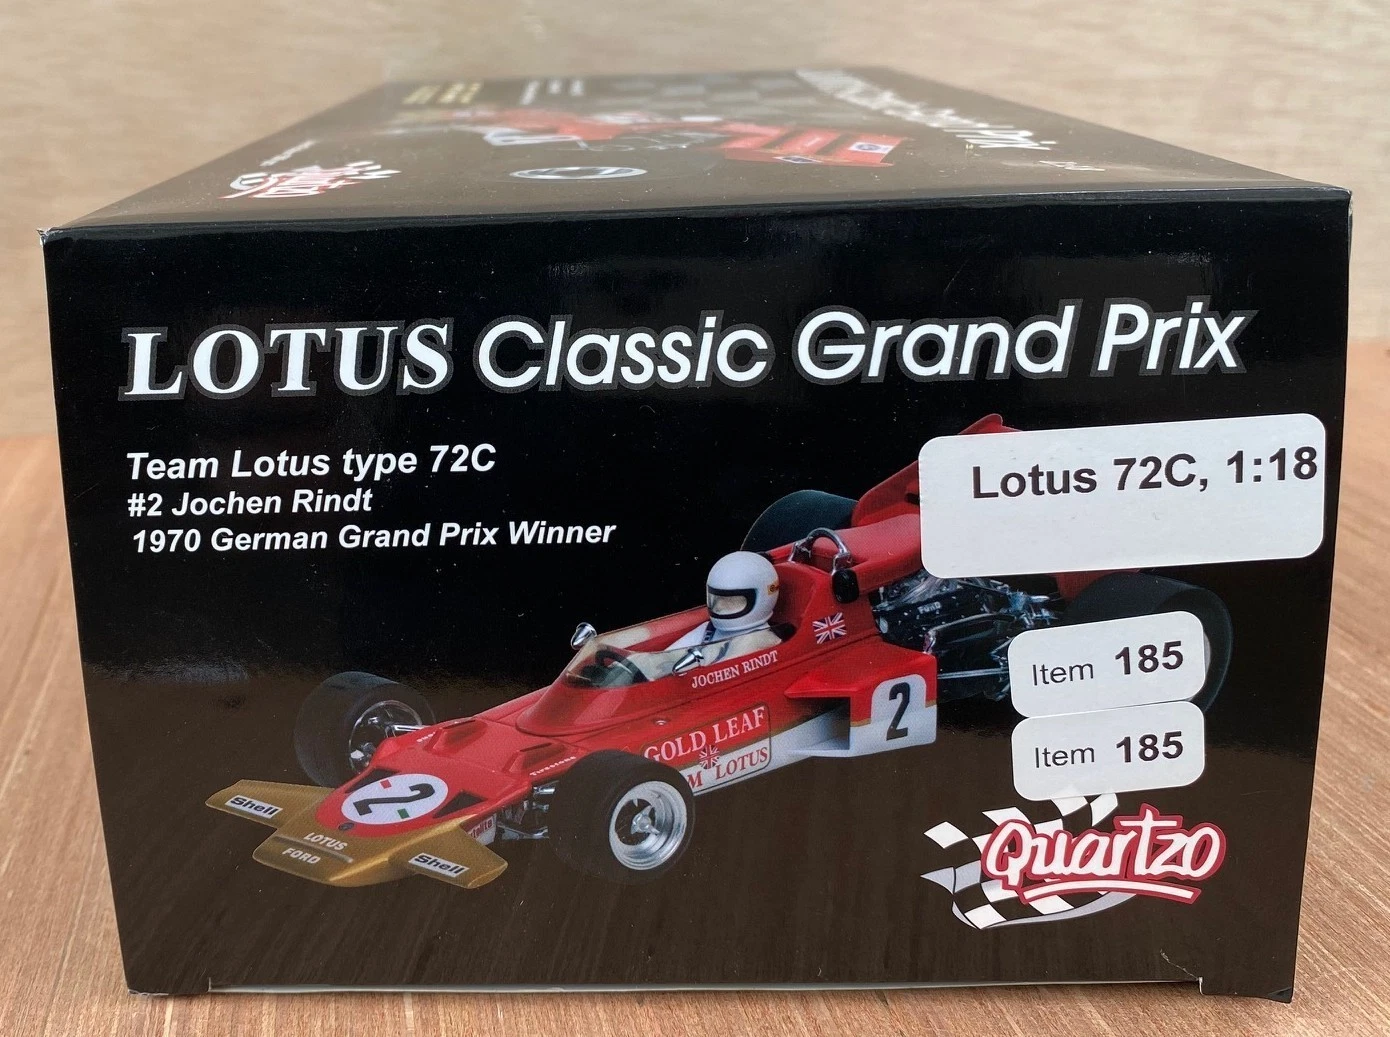 LOTUS Classic Grand Prix
Team Lotus type 72C
#2 Jochen Rindt
1970 German Grand Prix Winner
Lotus 72C, 1:18
JOCHEN RINDT
Item 185
2
GOLD LEAF
M LOTUS
Item 185
Firestone
2
Shell
LOTUS
FORD
Shell
Quartzo